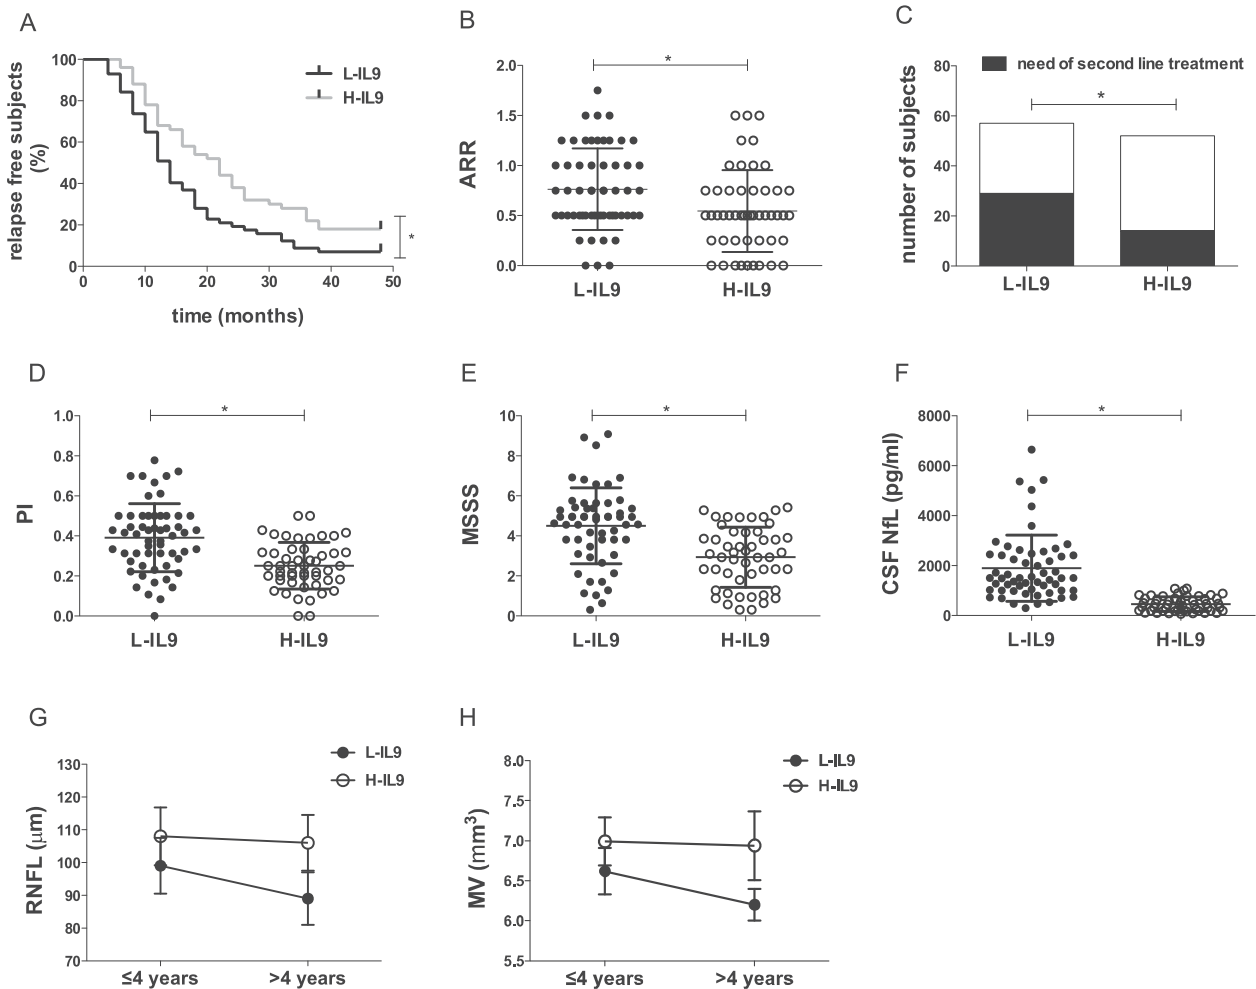 A
relapse free subjects
(%)
100
80
60
40
20
0
0 10 20 30 40 50
time (months)
L-IL9
H-IL9
*
B
ARR
2.0
1.5
1.0
0.5
0.0
*
L-IL9 H-IL9
C
number of subjects
need of second line treatment
80
60
40
20
0
*
L-IL9 H-IL9
D
PI
1.0
0.8
0.6
0.4
0.2
0.0
*
L-IL9 H-IL9
E
MSSS
10
8
6
4
2
0
*
L-IL9 H-IL9
F
CSF NfL (pg/ml)
8000
6000
4000
2000
0
*
L-IL9 H-IL9
G
RNFL (μm)
130
120
110
100
90
80
70
L-IL9
H-IL9
≤4 years >4 years
H
MV (mm³)
8.0
7.5
7.0
6.5
6.0
5.5
L-IL9
H-IL9
≤4 years >4 years